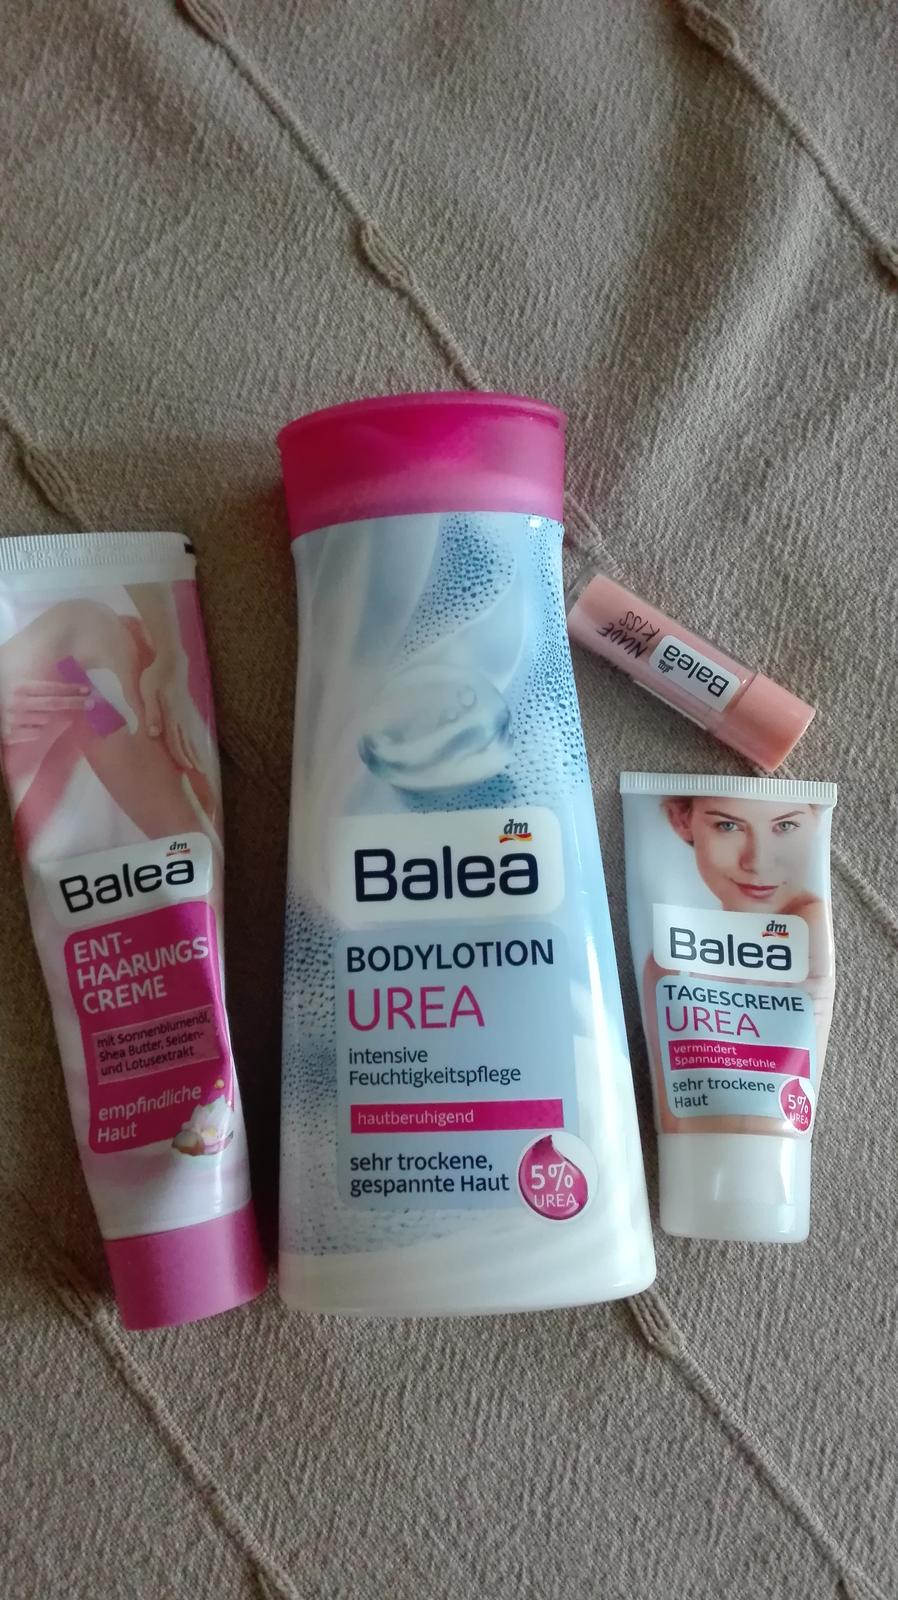 dm
Balea
ENT-
HAARUNGS
CREME
mit Sonnenblumenöl,
Shea Butter, Seiden-
und Lotusextrakt
empfindliche
Haut
dm
Balea
BODYLOTION
UREA
intensive
Feuchtigkeitspflege
hautberuhigend
sehr trockene,
gespannte Haut
5%
UREA
NUDE
KISS
dm
Balea
dm
Balea
TAGESCREME
UREA
vermindert
Spannungsgefühle
sehr trockene
Haut
5%
UREA